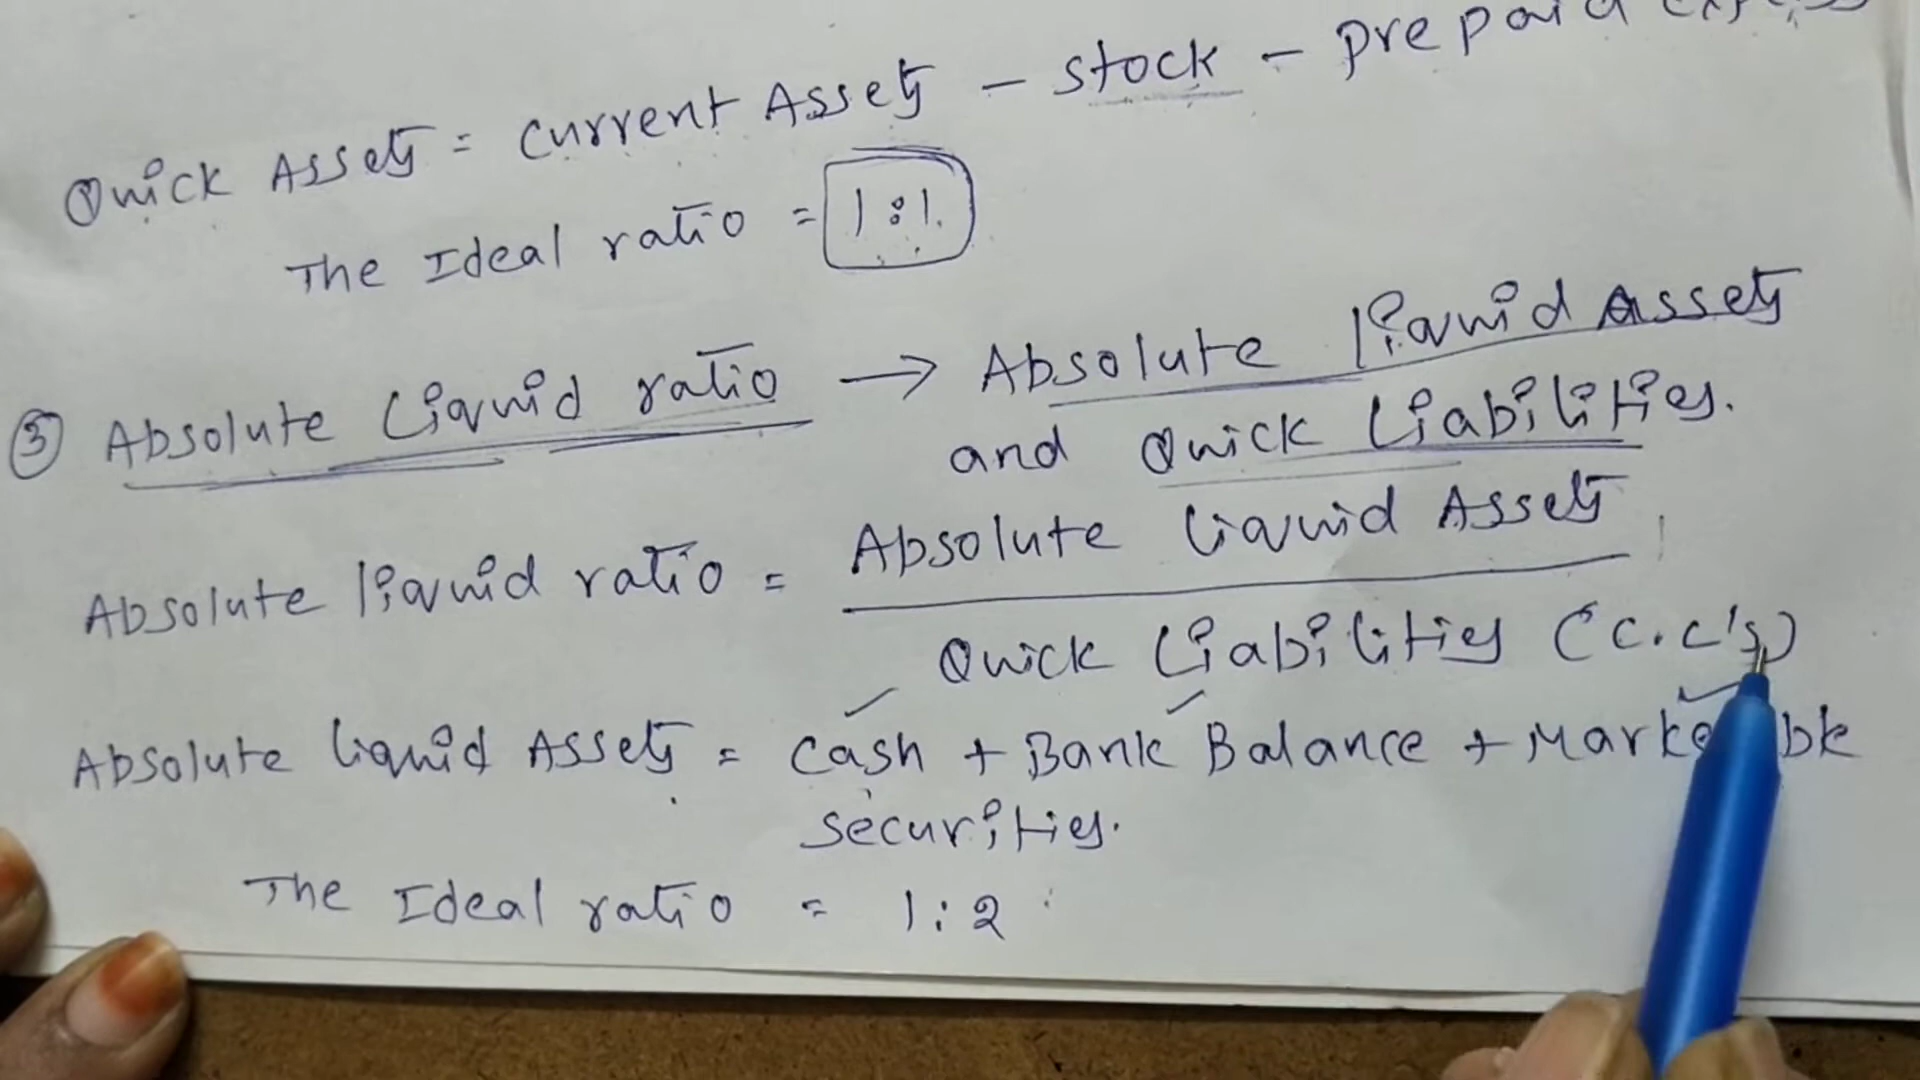 Quick Assets = Current Assets - stock - prepaid
The Ideal ratio = 1:1
③ Absolute Liquid ratio → Absolute liquid Assets
and Quick Liabilities.
Absolute liquid ratio = Absolute liquid Assets
Quick Liabilities (C.C's)
Absolute liquid Assets = Cash + Bank Balance +
securities.
The Ideal ratio = 1:2